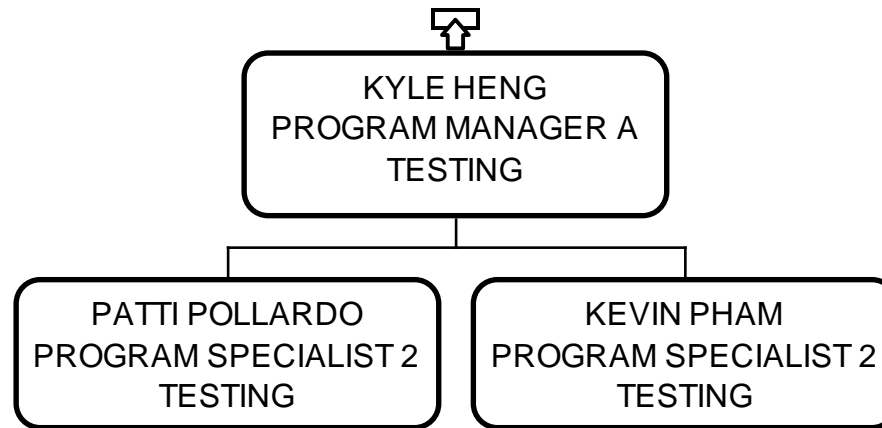 KYLE HENG
PROGRAM MANAGER A
TESTING
PATTI POLLARDO
PROGRAM SPECIALIST 2
TESTING
KEVIN PHAM
PROGRAM SPECIALIST 2
TESTING